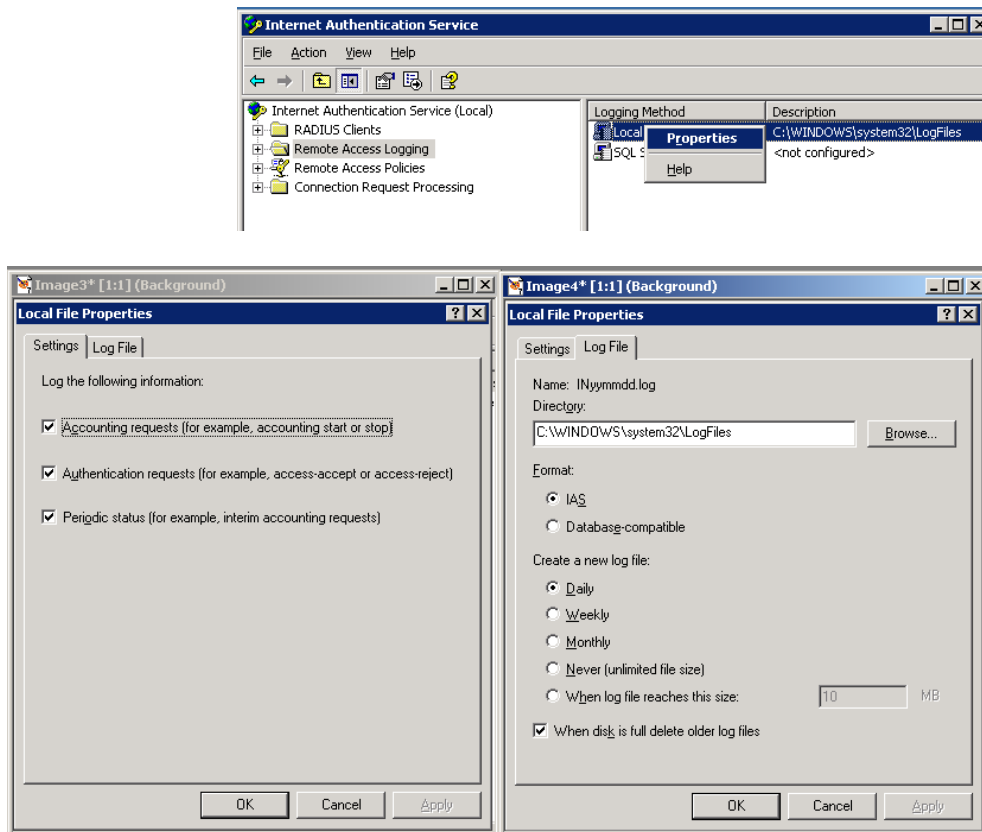 Internet Authentication Service
File Action View Help
Internet Authentication Service (Local)
RADIUS Clients
Remote Access Logging
Remote Access Policies
Connection Request Processing
Logging Method Description
Local C:\WINDOWS\system32\LogFiles
SQL S <not configured>
Properties
Help
Image3* [1:1] (Background)
Local File Properties
Settings Log File
Log the following information:
Accounting requests (for example, accounting start or stop)
Authentication requests (for example, access-accept or access-reject)
Periodic status (for example, interim accounting requests)
OK Cancel Apply
Image4* [1:1] (Background)
Local File Properties
Settings Log File
Name: INyymmdd.log
Directory:
C:\WINDOWS\system32\LogFiles Browse...
Format:
IAS
Database-compatible
Create a new log file:
Daily
Weekly
Monthly
Never (unlimited file size)
When log file reaches this size: 10 MB
When disk is full delete older log files
OK Cancel Apply